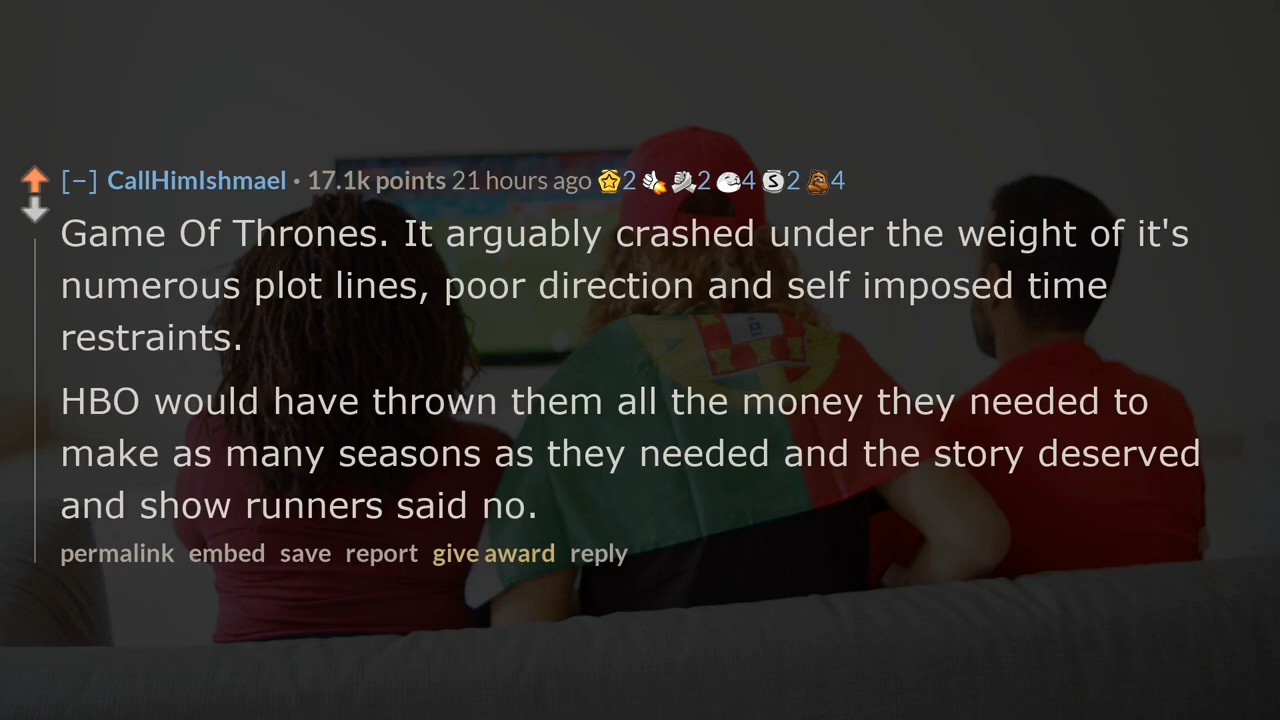 [−] CallHimIshmael · 17.1k points 21 hours ago 2 2 4 2 4
Game Of Thrones. It arguably crashed under the weight of it's
numerous plot lines, poor direction and self imposed time
restraints.
HBO would have thrown them all the money they needed to
make as many seasons as they needed and the story deserved
and show runners said no.
permalink embed save report give award reply